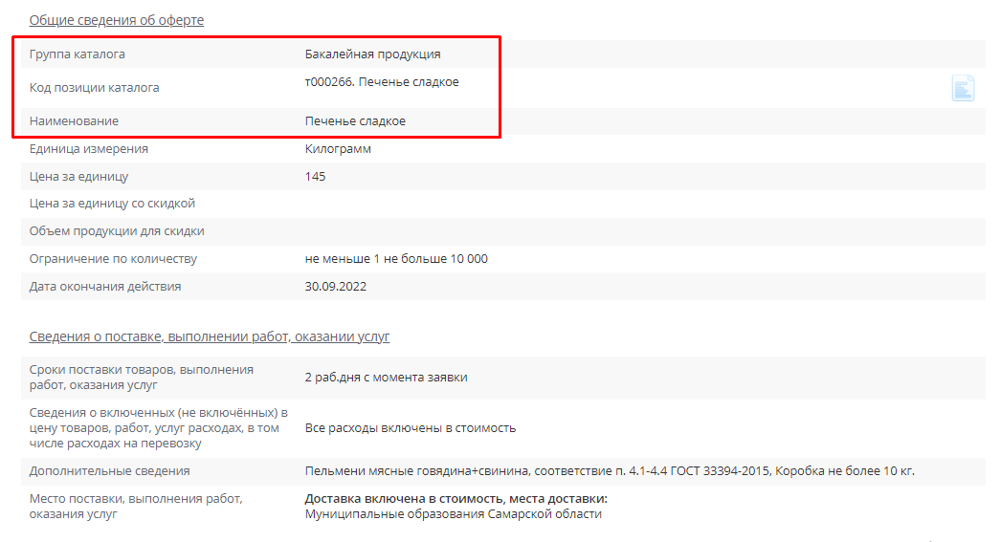 Общие сведения об оферте
Группа каталога Бакалейная продукция
Код позиции каталога т000266. Печенье сладкое
Наименование Печенье сладкое
Единица измерения Килограмм
Цена за единицу 145
Цена за единицу со скидкой
Объем продукции для скидки
Ограничение по количеству не меньше 1 не больше 10 000
Дата окончания действия 30.09.2022
Сведения о поставке, выполнении работ, оказании услуг
Сроки поставки товаров, выполнения
работ, оказания услуг
2 раб.дня с момента заявки
Сведения о включенных (не включённых) в
цену товаров, работ, услуг расходах, в том
числе расходах на перевозку
Все расходы включены в стоимость
Дополнительные сведения Пельмени мясные говядина+свинина, соответствие п. 4.1-4.4 ГОСТ 33394-2015, Коробка не более 10 кг.
Место поставки, выполнения работ,
оказания услуг
Доставка включена в стоимость, места доставки:
Муниципальные образования Самарской области